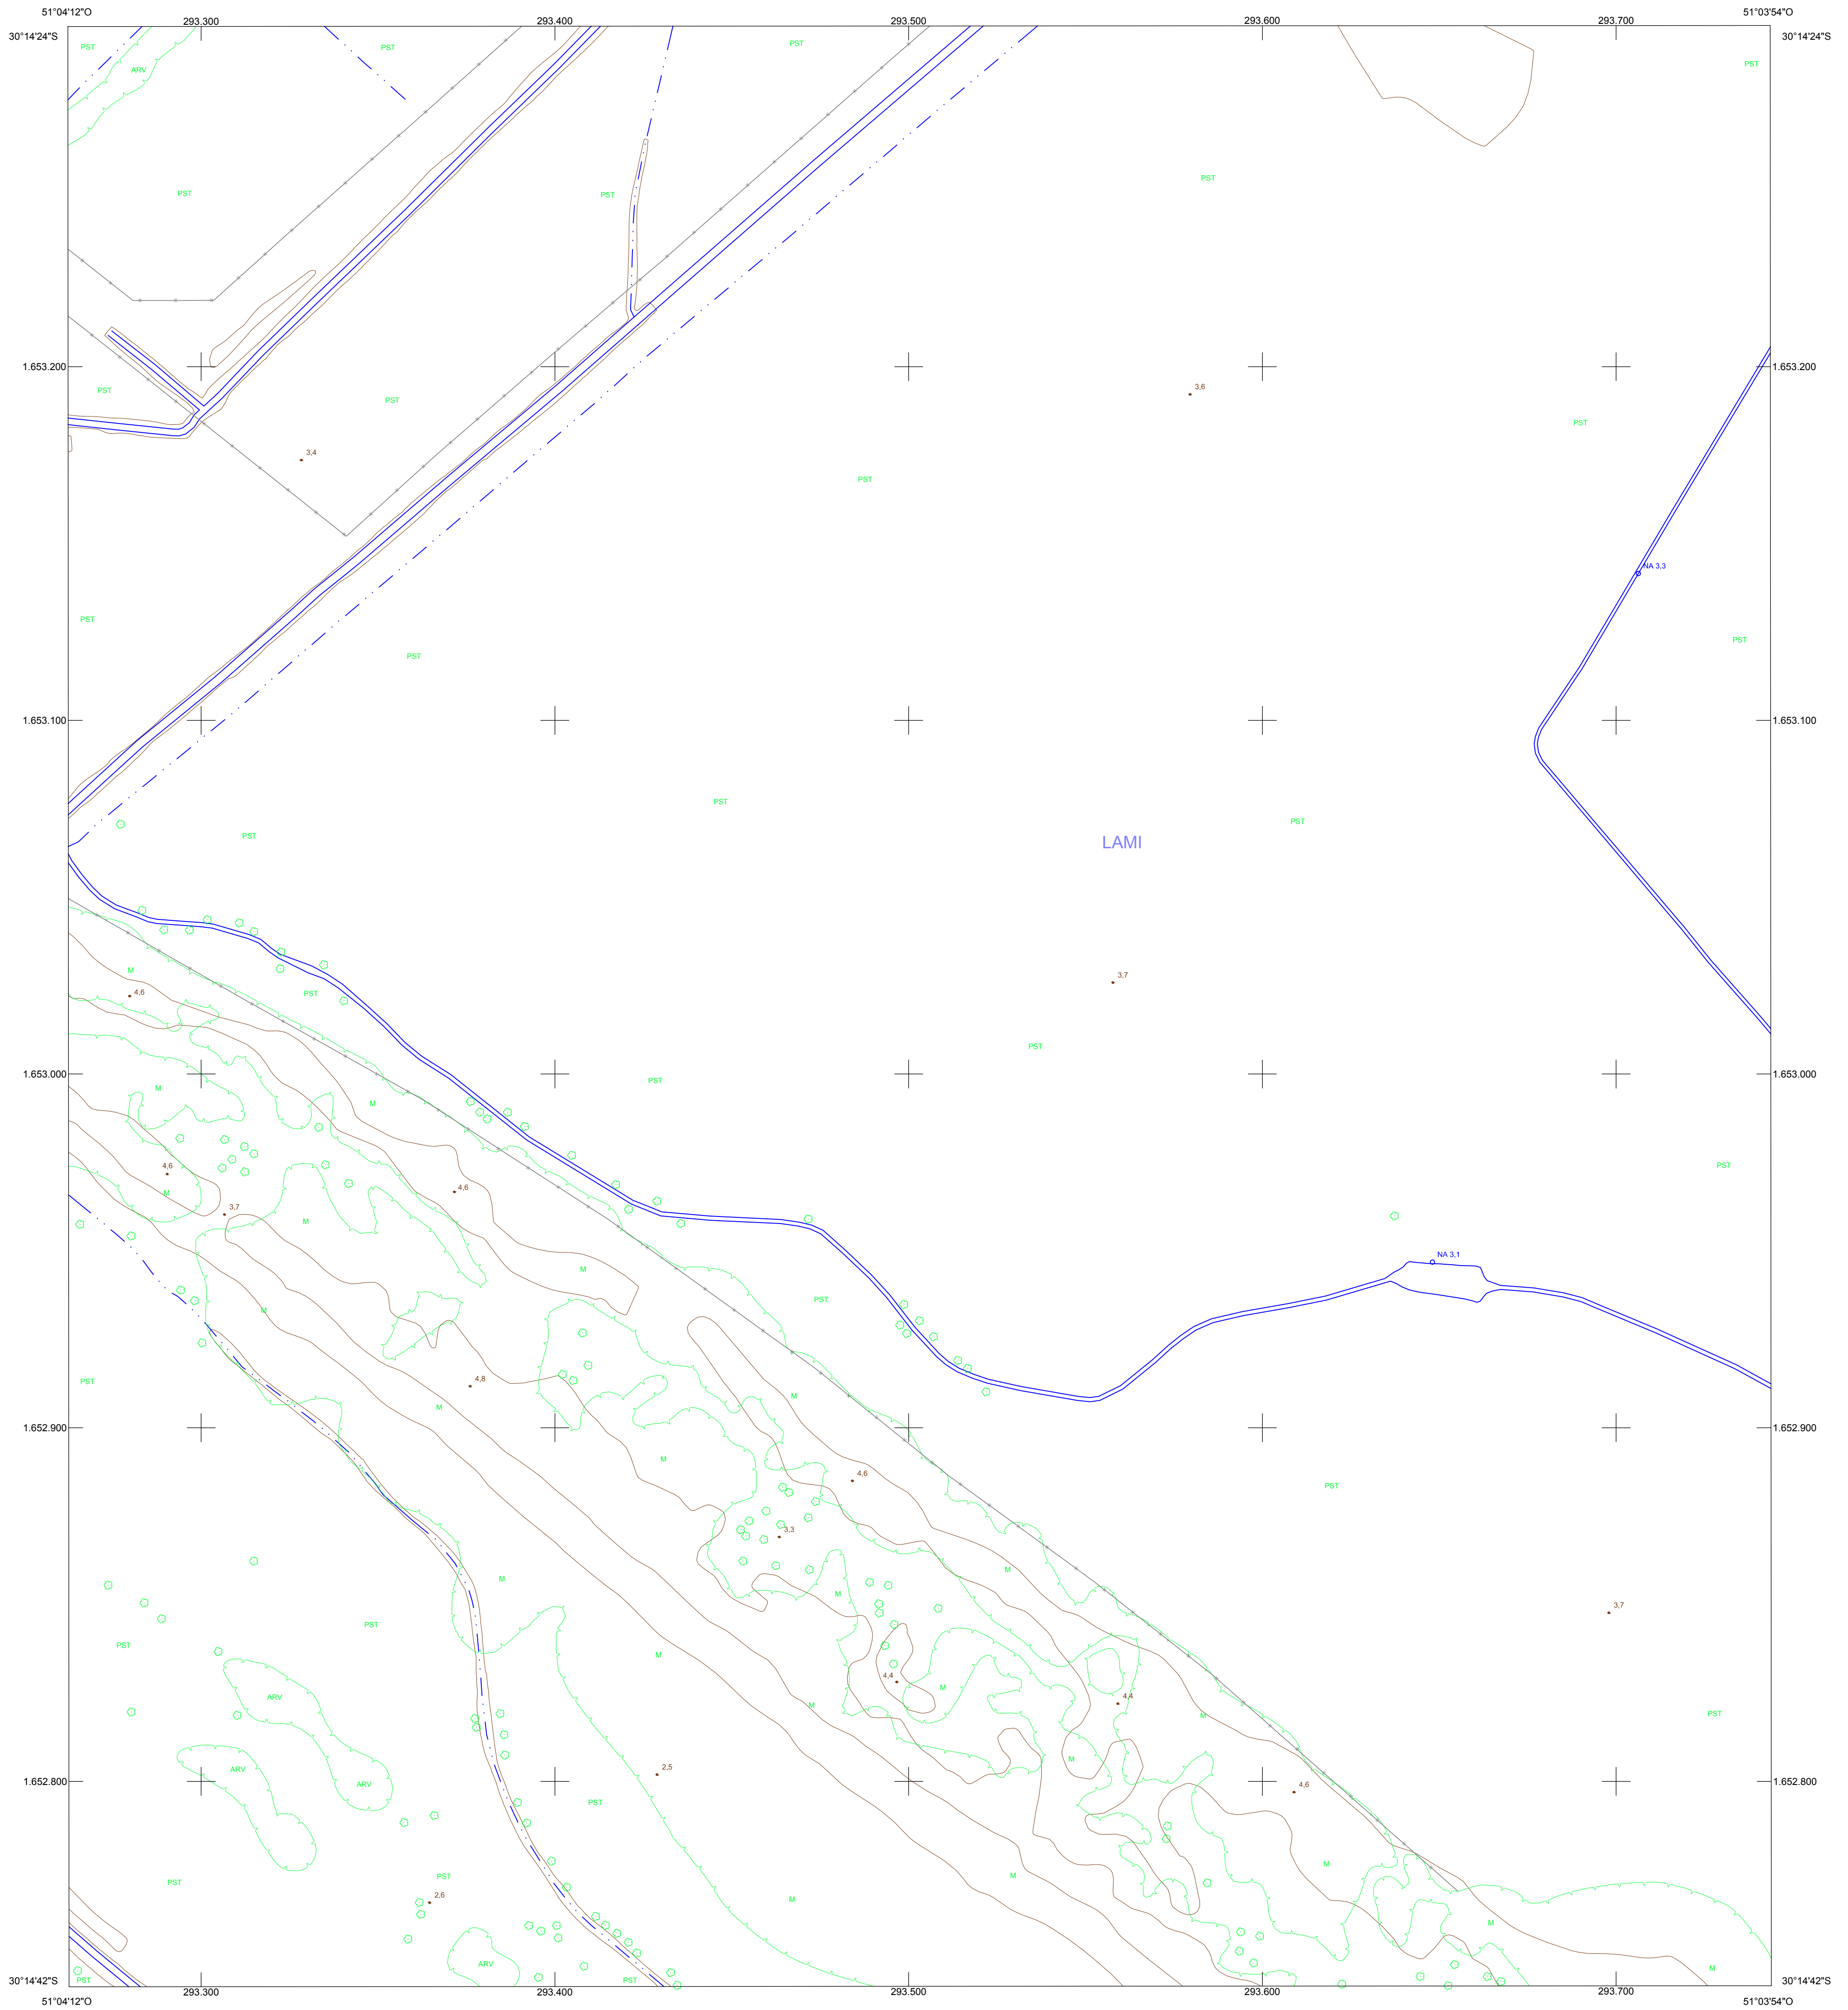 51°04'12"O 293.300 293.400 293.500 293.600 293.700 51°03'54"O
30°14'24"S 30°14'24"S
PST PST PST
ARV PST
PST PST PST
1.653.200 1.653.200
PST 3,6
PST PST
3,4
PST
NA 3,3
PST PST
PST
1.653.100 1.653.100
PST
PST PST
LAMI
M 3,7
4,6 PST
PST
1.653.000 PST 1.653.000
M
M
4,6 PST
M 4,6
3,7
M
NA 3,1
M
M PST
4,8
PST M
M
1.652.900 1.652.900
M
4,6 PST
3,3
M
M
M
3,7
PST
PST
M
4,4
M
ARV M 4,4
PST
M
ARV M
ARV 2,5
4,6
1.652.800 1.652.800
PST
M
PST PST M
2,6 M
M
ARV
M
PST PST
30°14'42"S 30°14'42"S
51°04'12"O 293.300 293.400 293.500 293.600 293.700 51°03'54"O